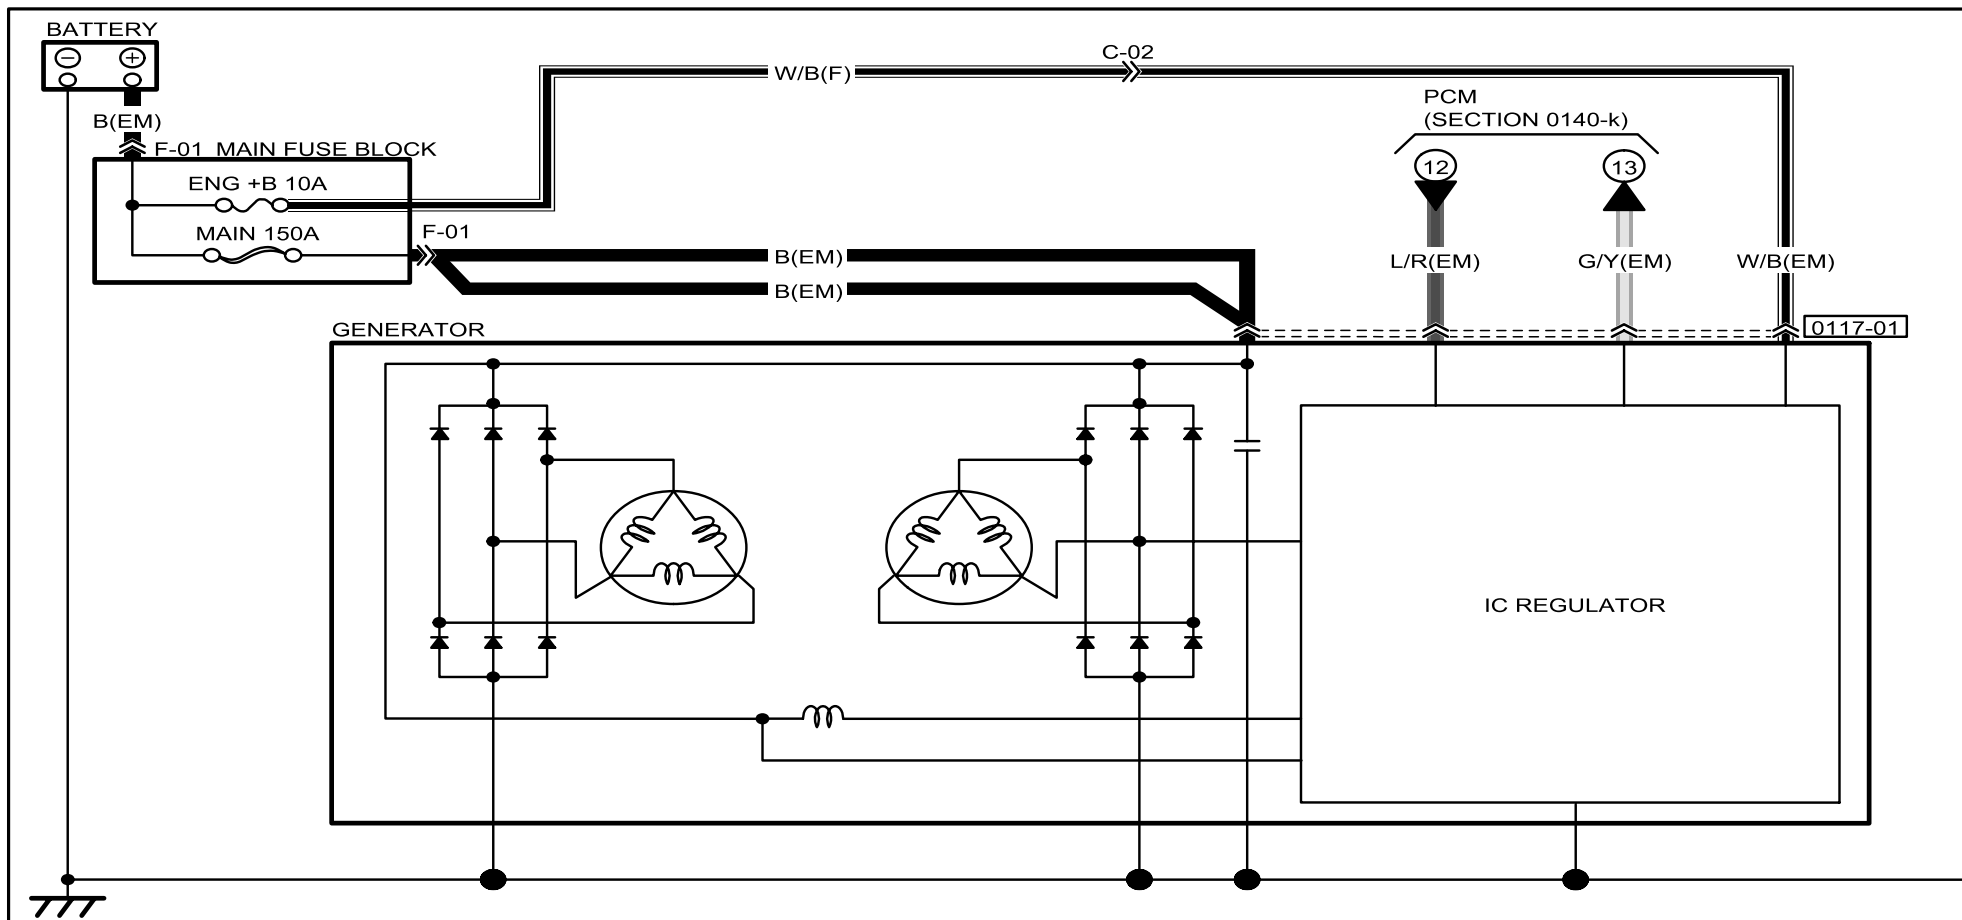 BATTERY
− +
C-02
W/B(F)
PCM
(SECTION 0140-k)
B(EM)
F-01 MAIN FUSE BLOCK
12 13
ENG +B 10A
MAIN 150A
F-01
B(EM)
L/R(EM) G/Y(EM) W/B(EM)
B(EM)
GENERATOR
0117-01
IC REGULATOR